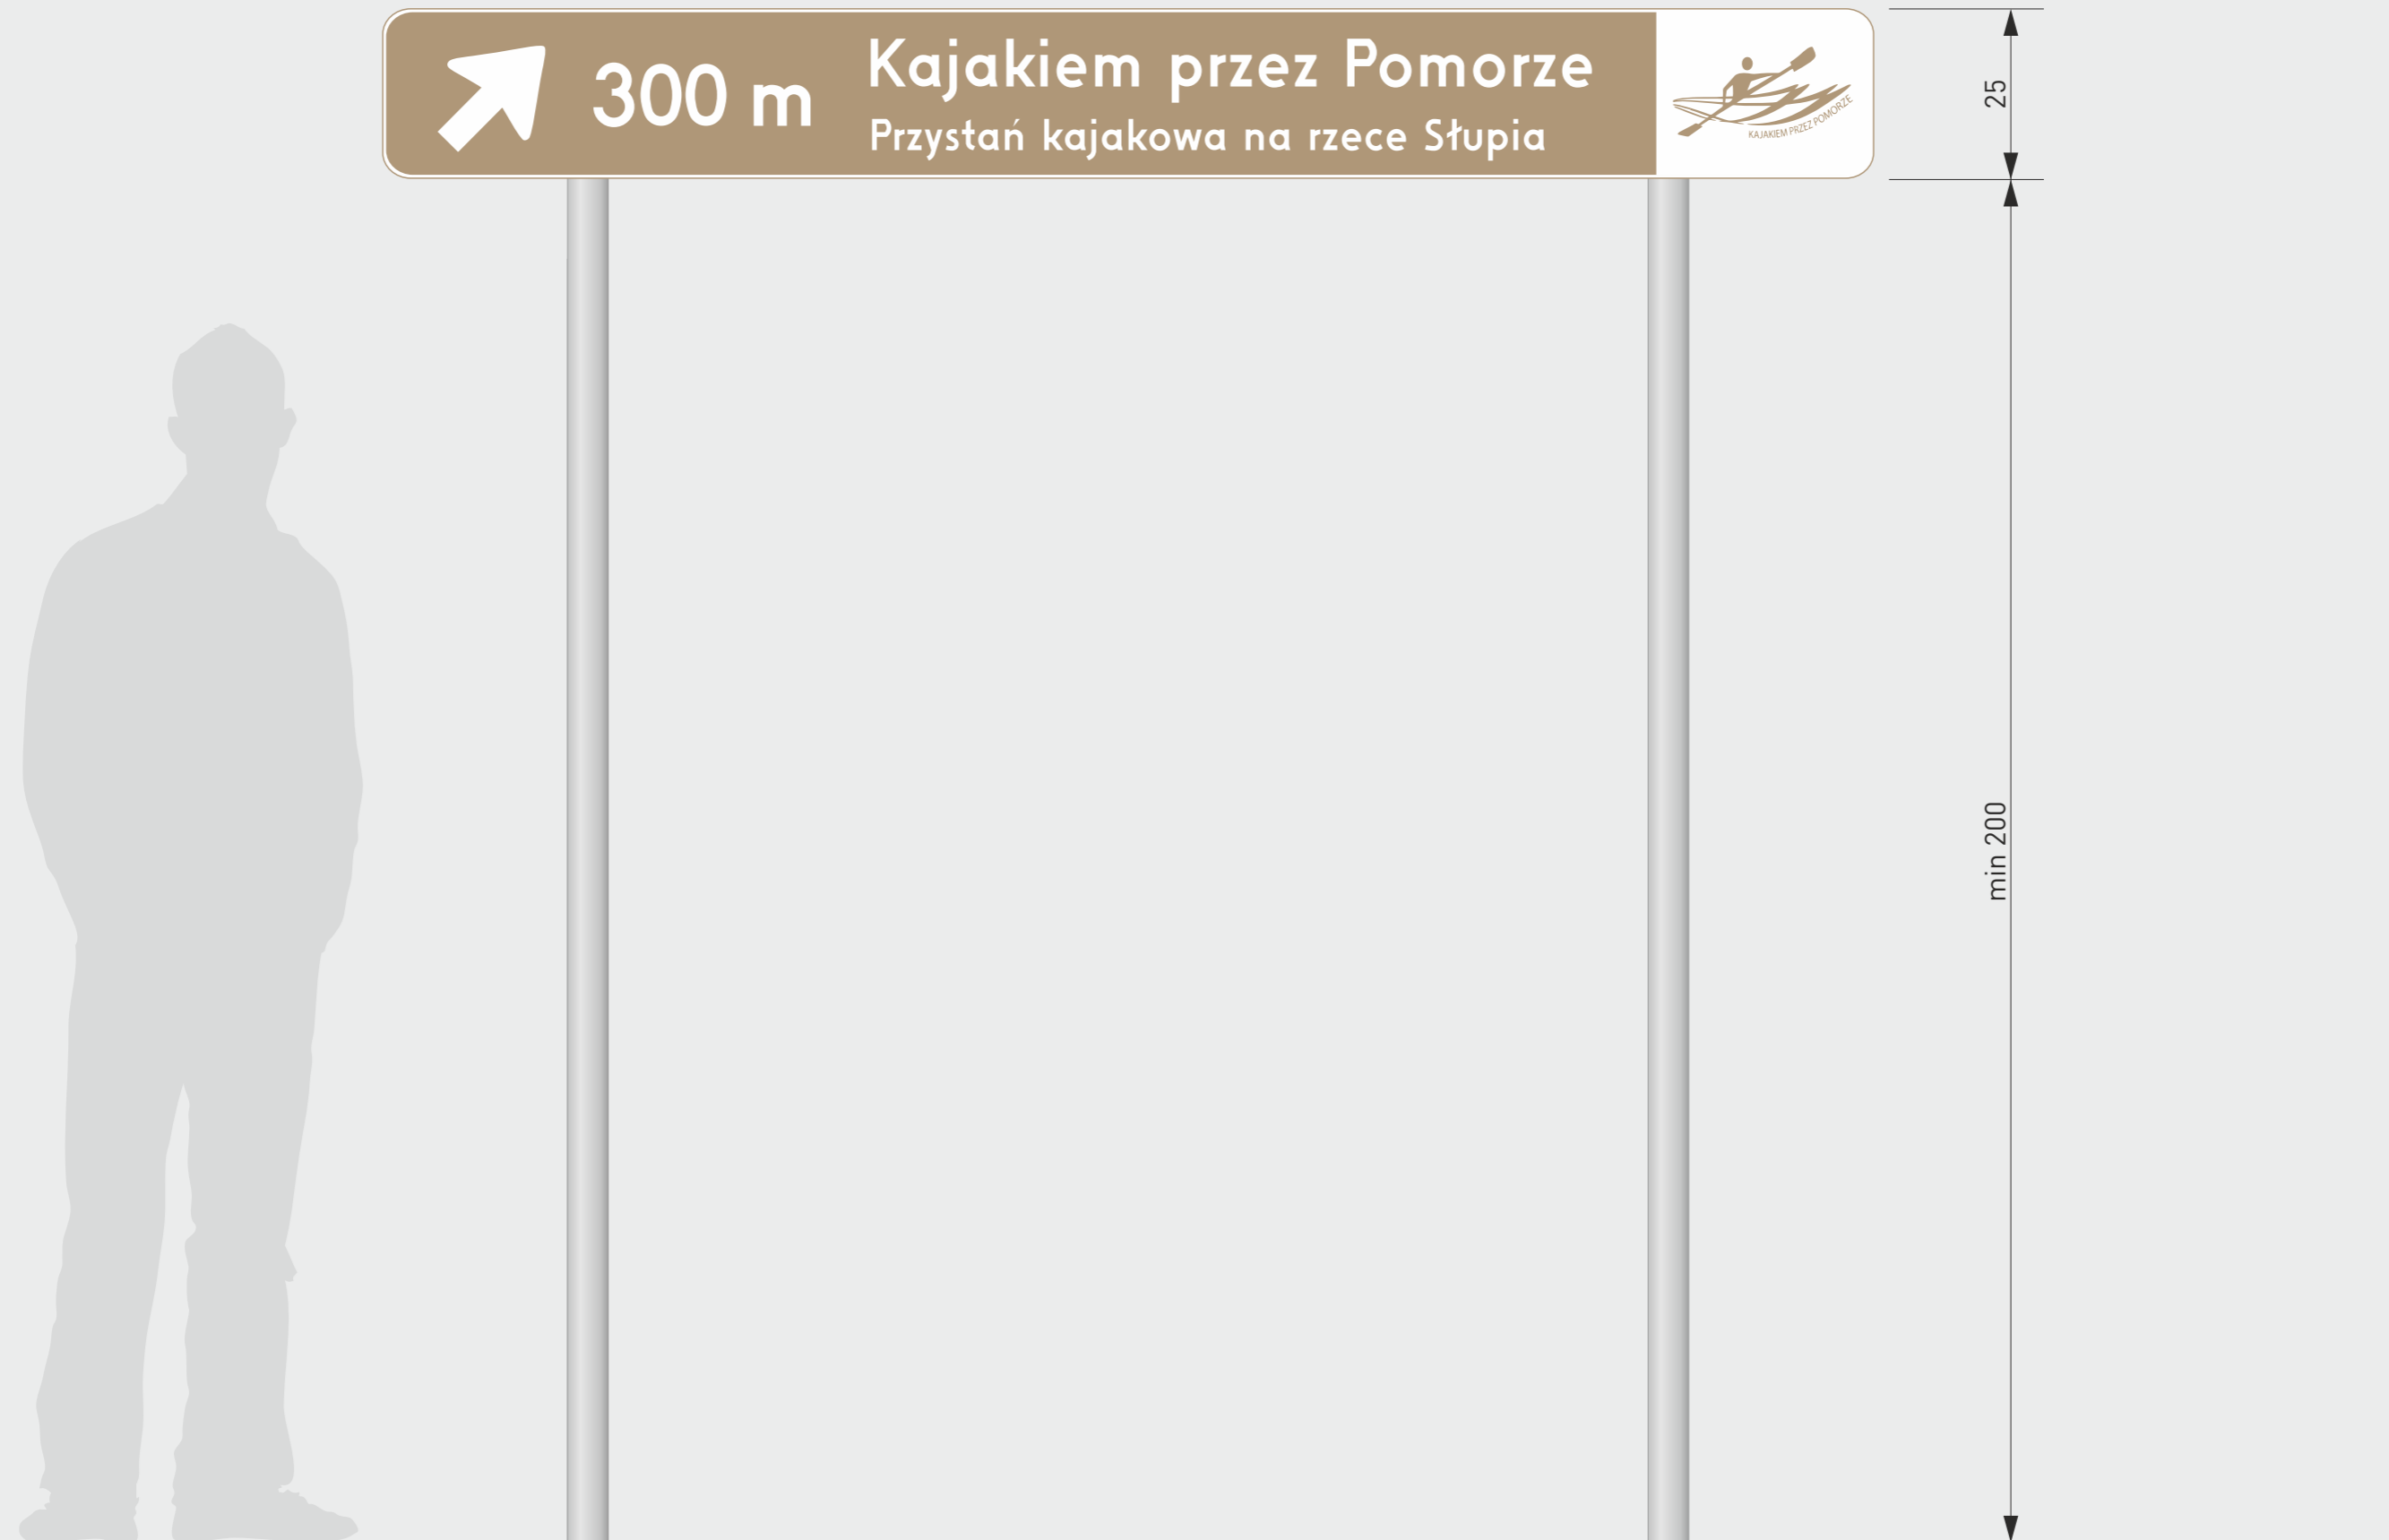 300 m
Kajakiem przez Pomorze
Przystań kajakowa na rzece Słupia
KAJAKIEM PRZEZ POMORZE
25
min 200